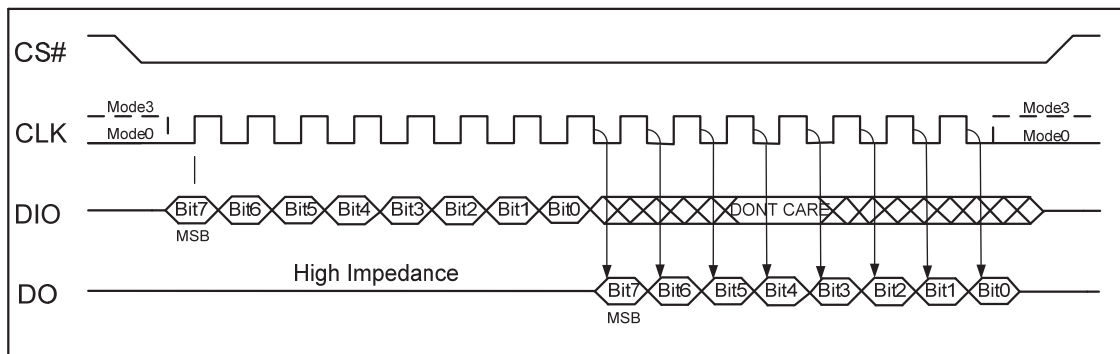 CS#
Mode3 Mode3
CLK Mode0 Mode0
DIO Bit7 Bit6 Bit5 Bit4 Bit3 Bit2 Bit1 Bit0 DONT CARE
MSB
High Impedance
DO Bit7 Bit6 Bit5 Bit4 Bit3 Bit2 Bit1 Bit0
MSB